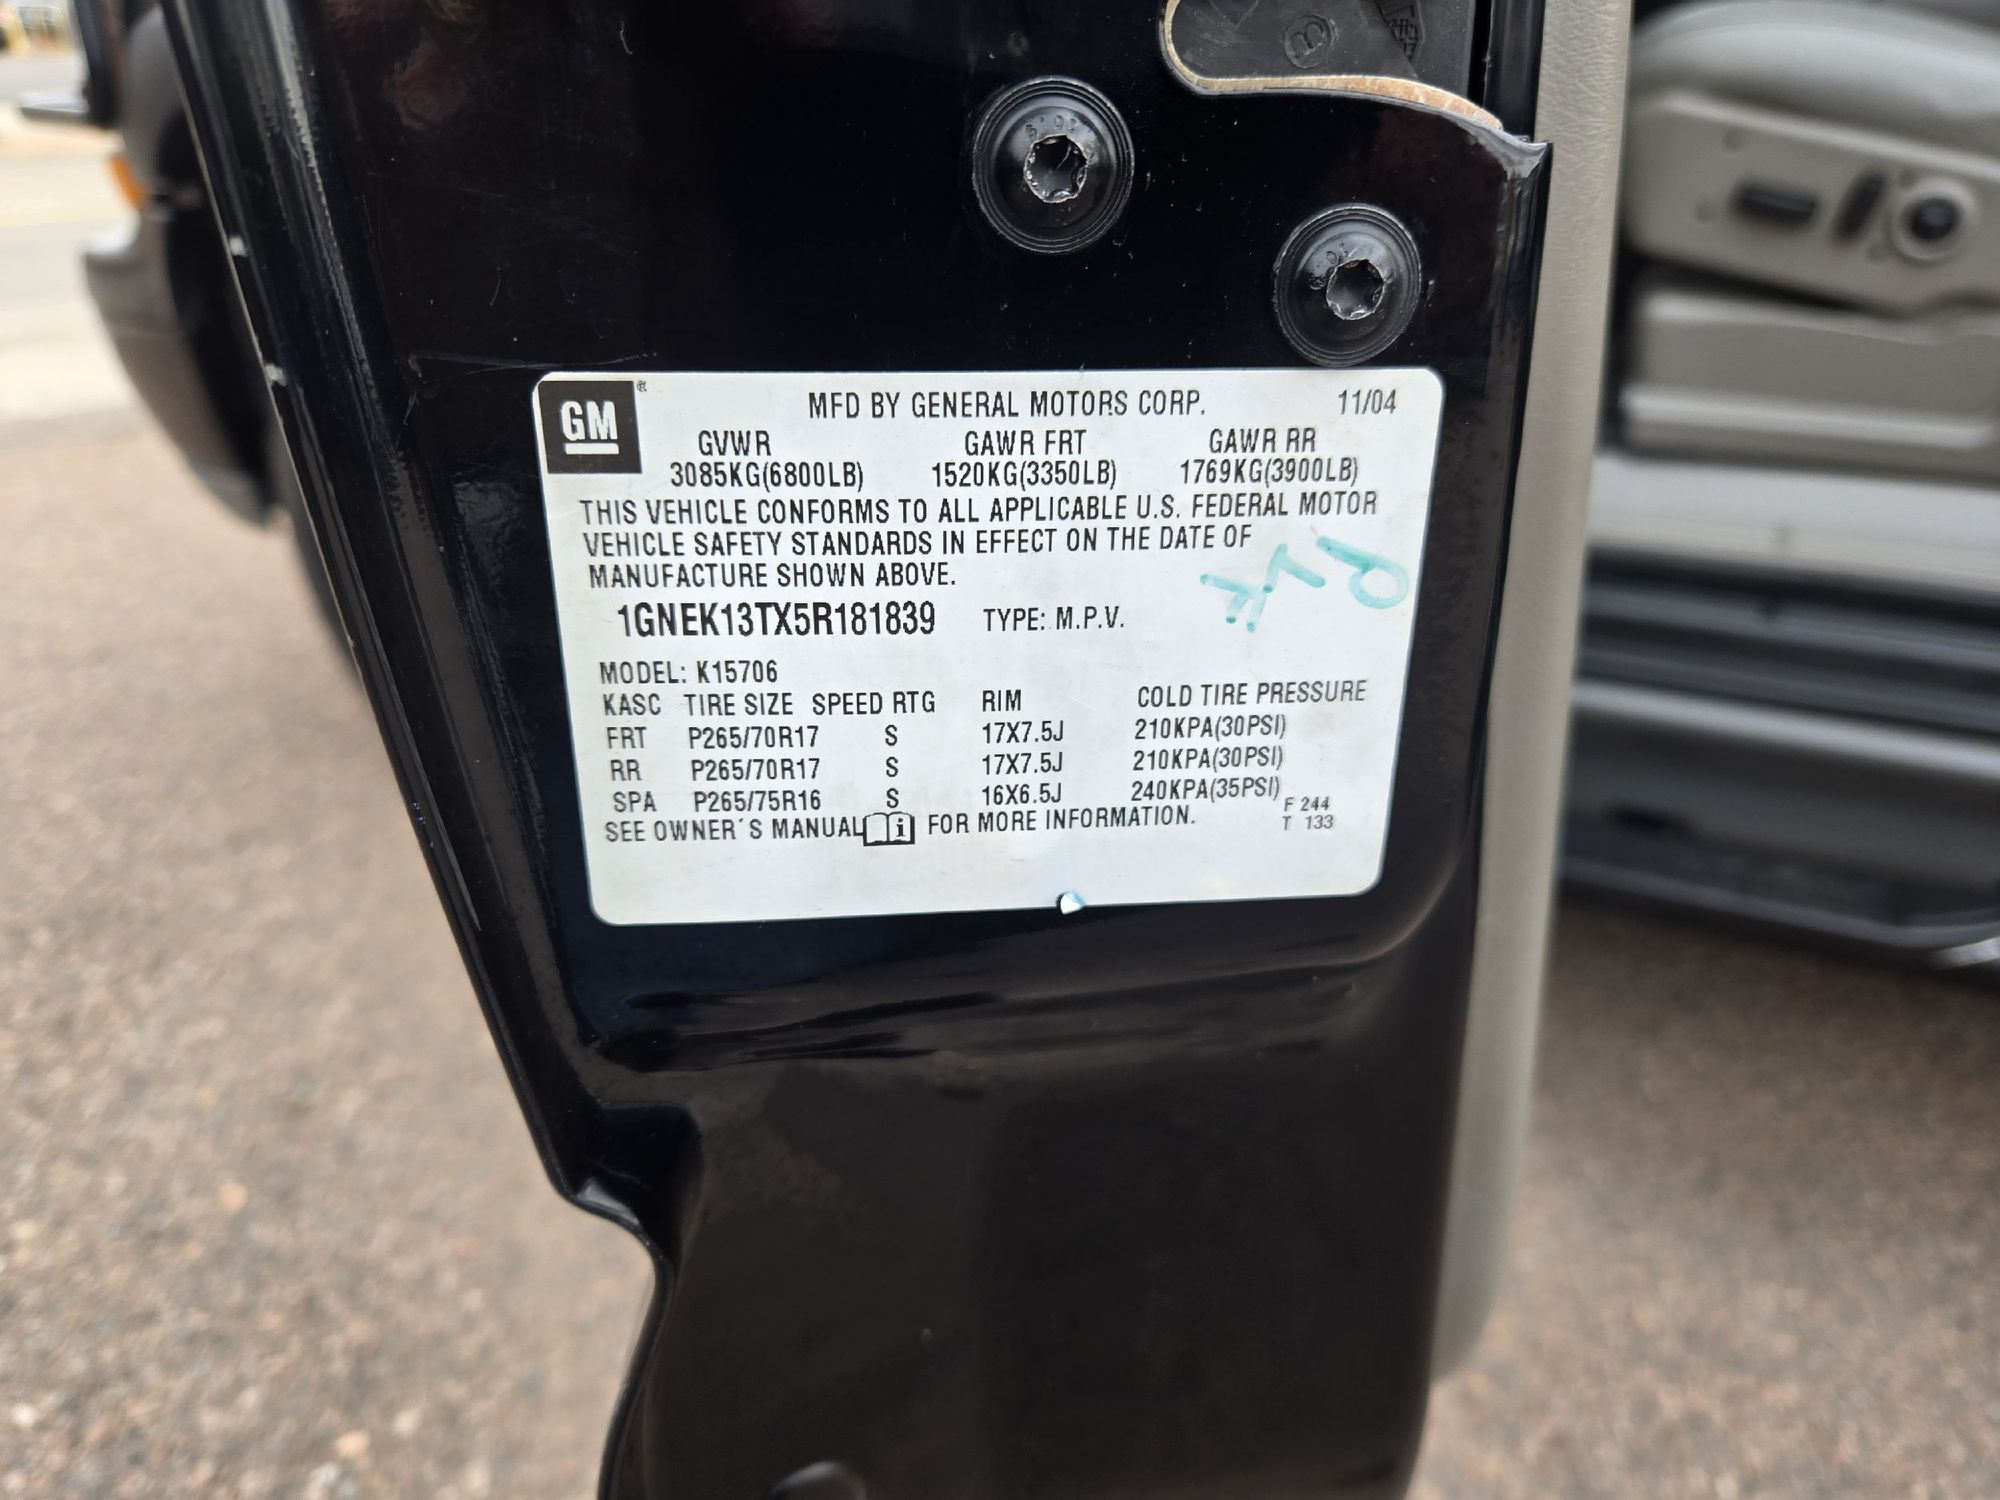 GM ®
MFD BY GENERAL MOTORS CORP. 11/04
GVWR GAWR FRT GAWR RR
3085KG(6800LB) 1520KG(3350LB) 1769KG(3900LB)
THIS VEHICLE CONFORMS TO ALL APPLICABLE U.S. FEDERAL MOTOR
VEHICLE SAFETY STANDARDS IN EFFECT ON THE DATE OF
MANUFACTURE SHOWN ABOVE.
1GNEK13TX5R181839 TYPE: M.P.V.
MODEL: K15706
KASC TIRE SIZE SPEED RTG RIM COLD TIRE PRESSURE
FRT P265/70R17 S 17X7.5J 210KPA(30PSI)
RR P265/70R17 S 17X7.5J 210KPA(30PSI)
SPA P265/75R16 S 16X6.5J 240KPA(35PSI)
F 244
SEE OWNER´S MANUAL i FOR MORE INFORMATION. T 133